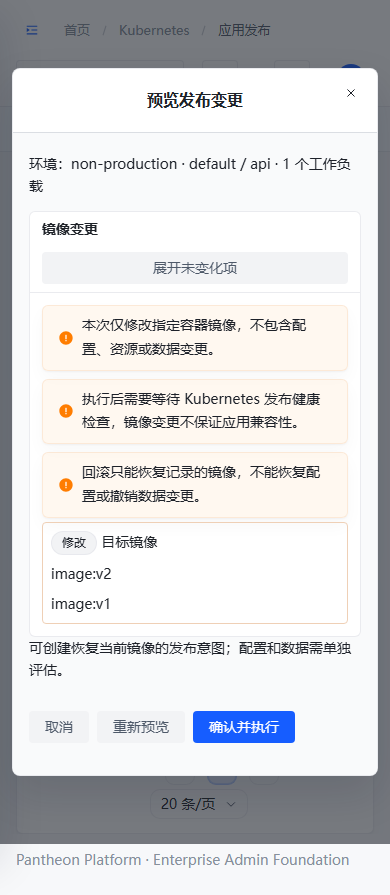 首页 / Kubernetes / 应用发布
预览发布变更
环境：non-production · default / api · 1 个工作负
载
镜像变更
展开未变化项
本次仅修改指定容器镜像，不包含配
置、资源或数据变更。
执行后需要等待 Kubernetes 发布健康
检查，镜像变更不保证应用兼容性。
回滚只能恢复记录的镜像，不能恢复配
置或撤销数据变更。
修改 目标镜像
image:v2
image:v1
可创建恢复当前镜像的发布意图；配置和数据需单独
评估。
取消 重新预览 确认并执行
20 条/页
Pantheon Platform · Enterprise Admin Foundation